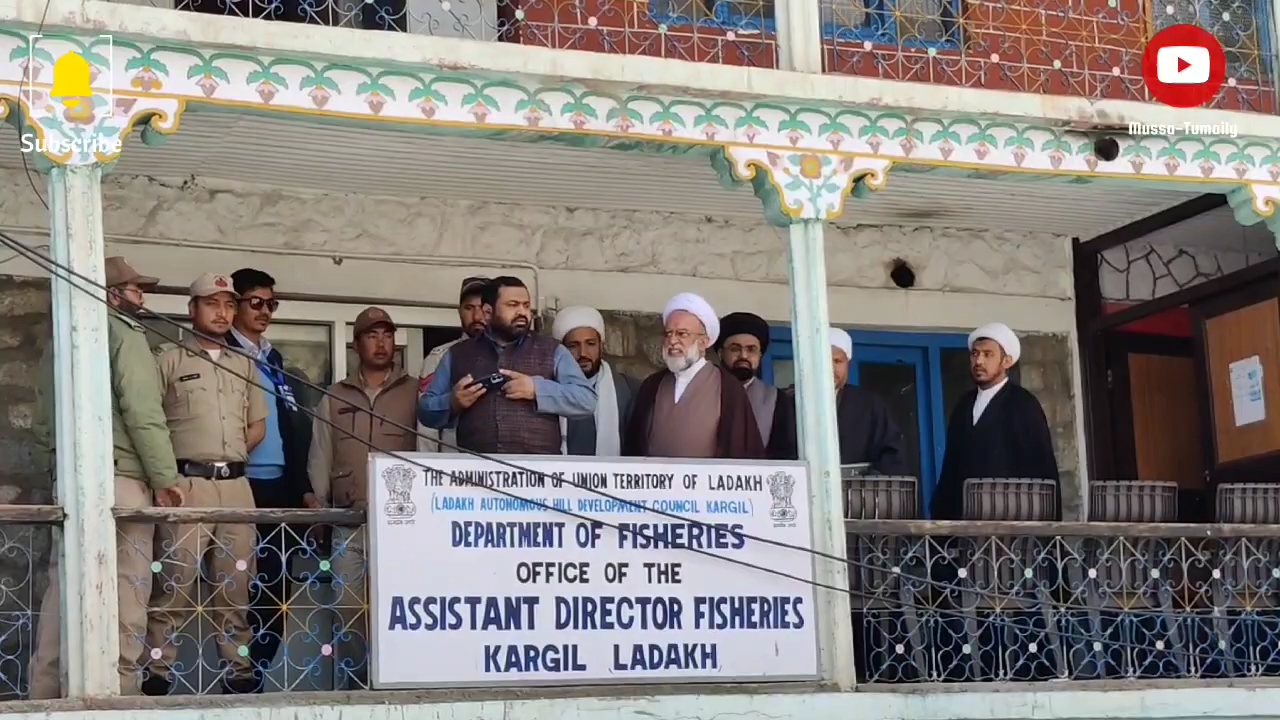 Subscribe
Mussa-Tumaily
THE ADMINISTRATION OF UNION TERRITORY OF LADAKH
(LADAKH AUTONOMOUS HILL DEVELOPMENT COUNCIL KARGIL)
DEPARTMENT OF FISHERIES
OFFICE OF THE
ASSISTANT DIRECTOR FISHERIES
KARGIL LADAKH